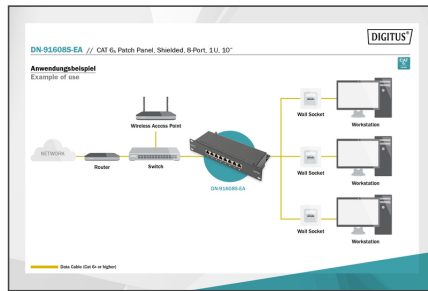 DIGITUS®
DN-91608S-EA // CAT 6A Patch Panel, Shielded, 8-Port, 1U, 10"
CAT
Anwendungsbeispiel
Example of use
Wireless Access Point
NETWORK
Router
Switch
DN-91608S-EA
Wall Socket
Workstation
Wall Socket
Workstation
Wall Socket
Workstation
Data Cable (Cat 6A or higher)